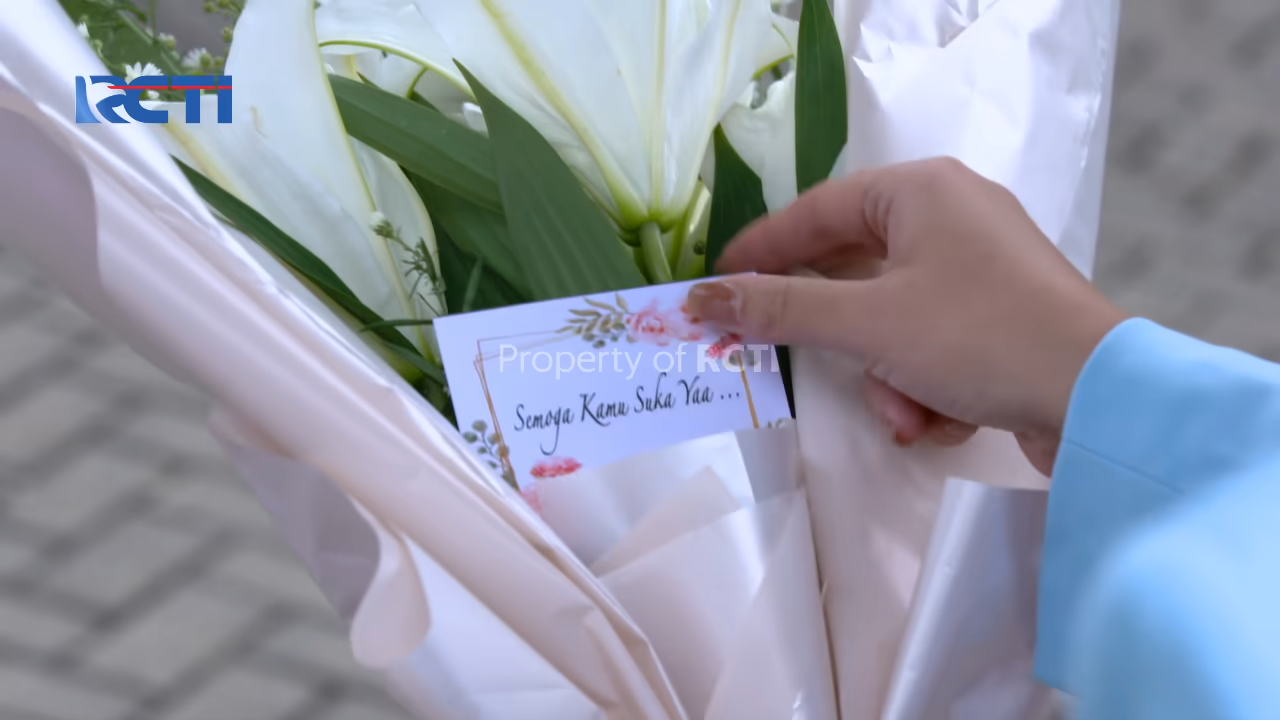 RCTI
Property of RCTI
Semoga Kamu Suka Yaa ...